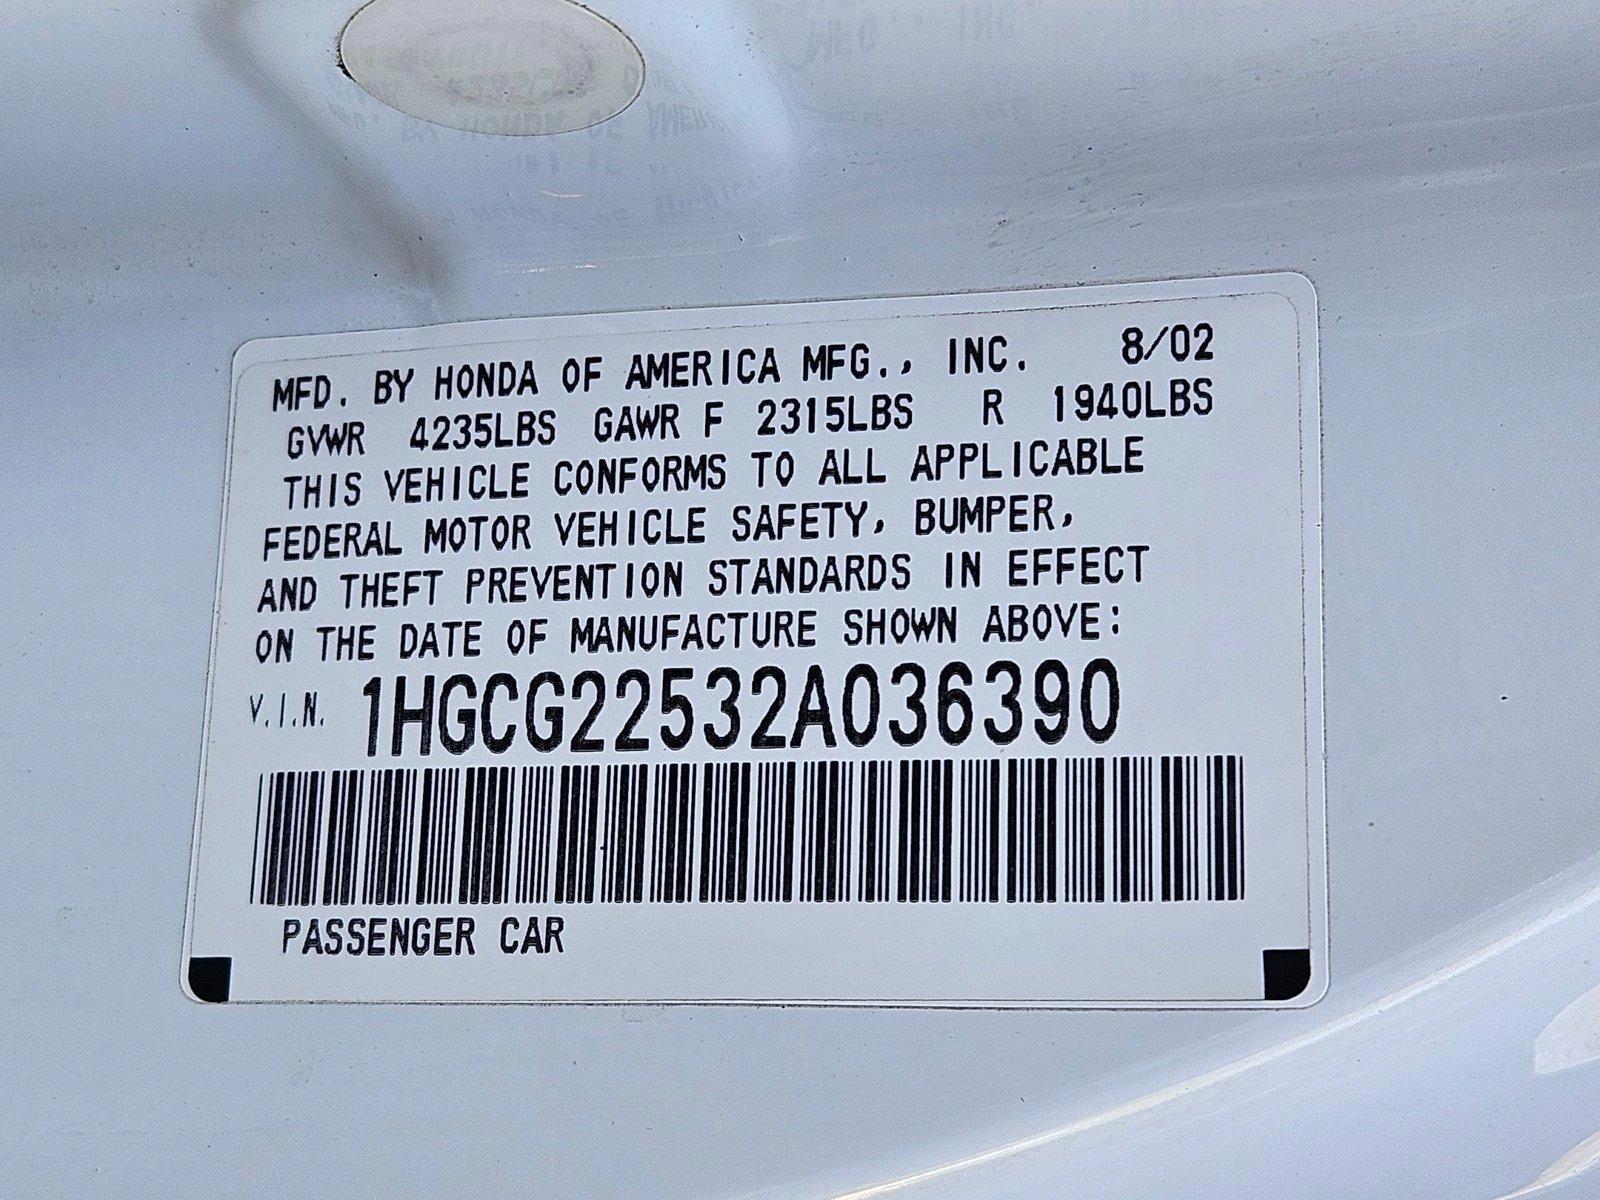 MFD. BY HONDA OF AMERICA MFG., INC. 8/02
GVWR 4235LBS GAWR F 2315LBS R 1940LBS
THIS VEHICLE CONFORMS TO ALL APPLICABLE
FEDERAL MOTOR VEHICLE SAFETY, BUMPER,
AND THEFT PREVENTION STANDARDS IN EFFECT
ON THE DATE OF MANUFACTURE SHOWN ABOVE:
V.I.N. 1HGCG22532A036390
PASSENGER CAR